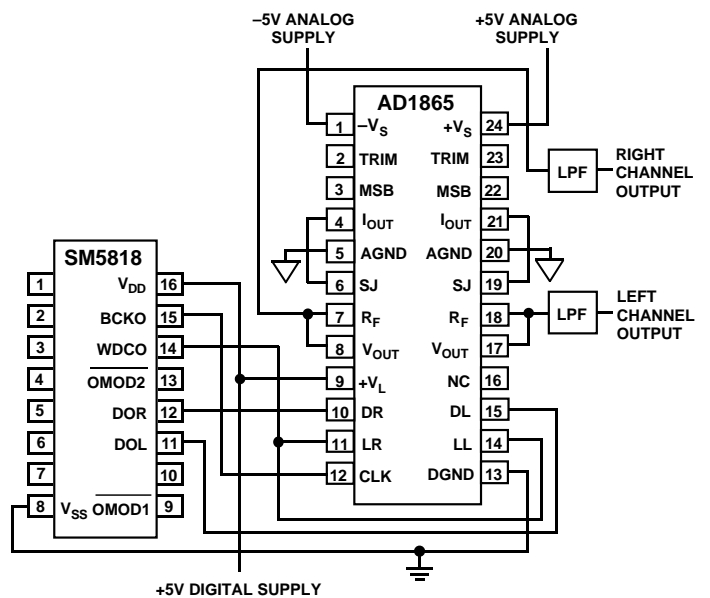 –5V ANALOG
SUPPLY
+5V ANALOG
SUPPLY
AD1865
1 –VS +VS 24
2 TRIM TRIM 23
3 MSB MSB 22
4 IOUT IOUT 21
5 AGND AGND 20
6 SJ SJ 19
7 RF RF 18
8 VOUT VOUT 17
9 +VL NC 16
10 DR DL 15
11 LR LL 14
12 CLK DGND 13
LPF
RIGHT
CHANNEL
OUTPUT
LPF
LEFT
CHANNEL
OUTPUT
SM5818
1 VDD 16
2 BCKO 15
3 WDCO 14
4 OMOD2 13
5 DOR 12
6 DOL 11
7 10
8 VSS OMOD1 9
+5V DIGITAL SUPPLY